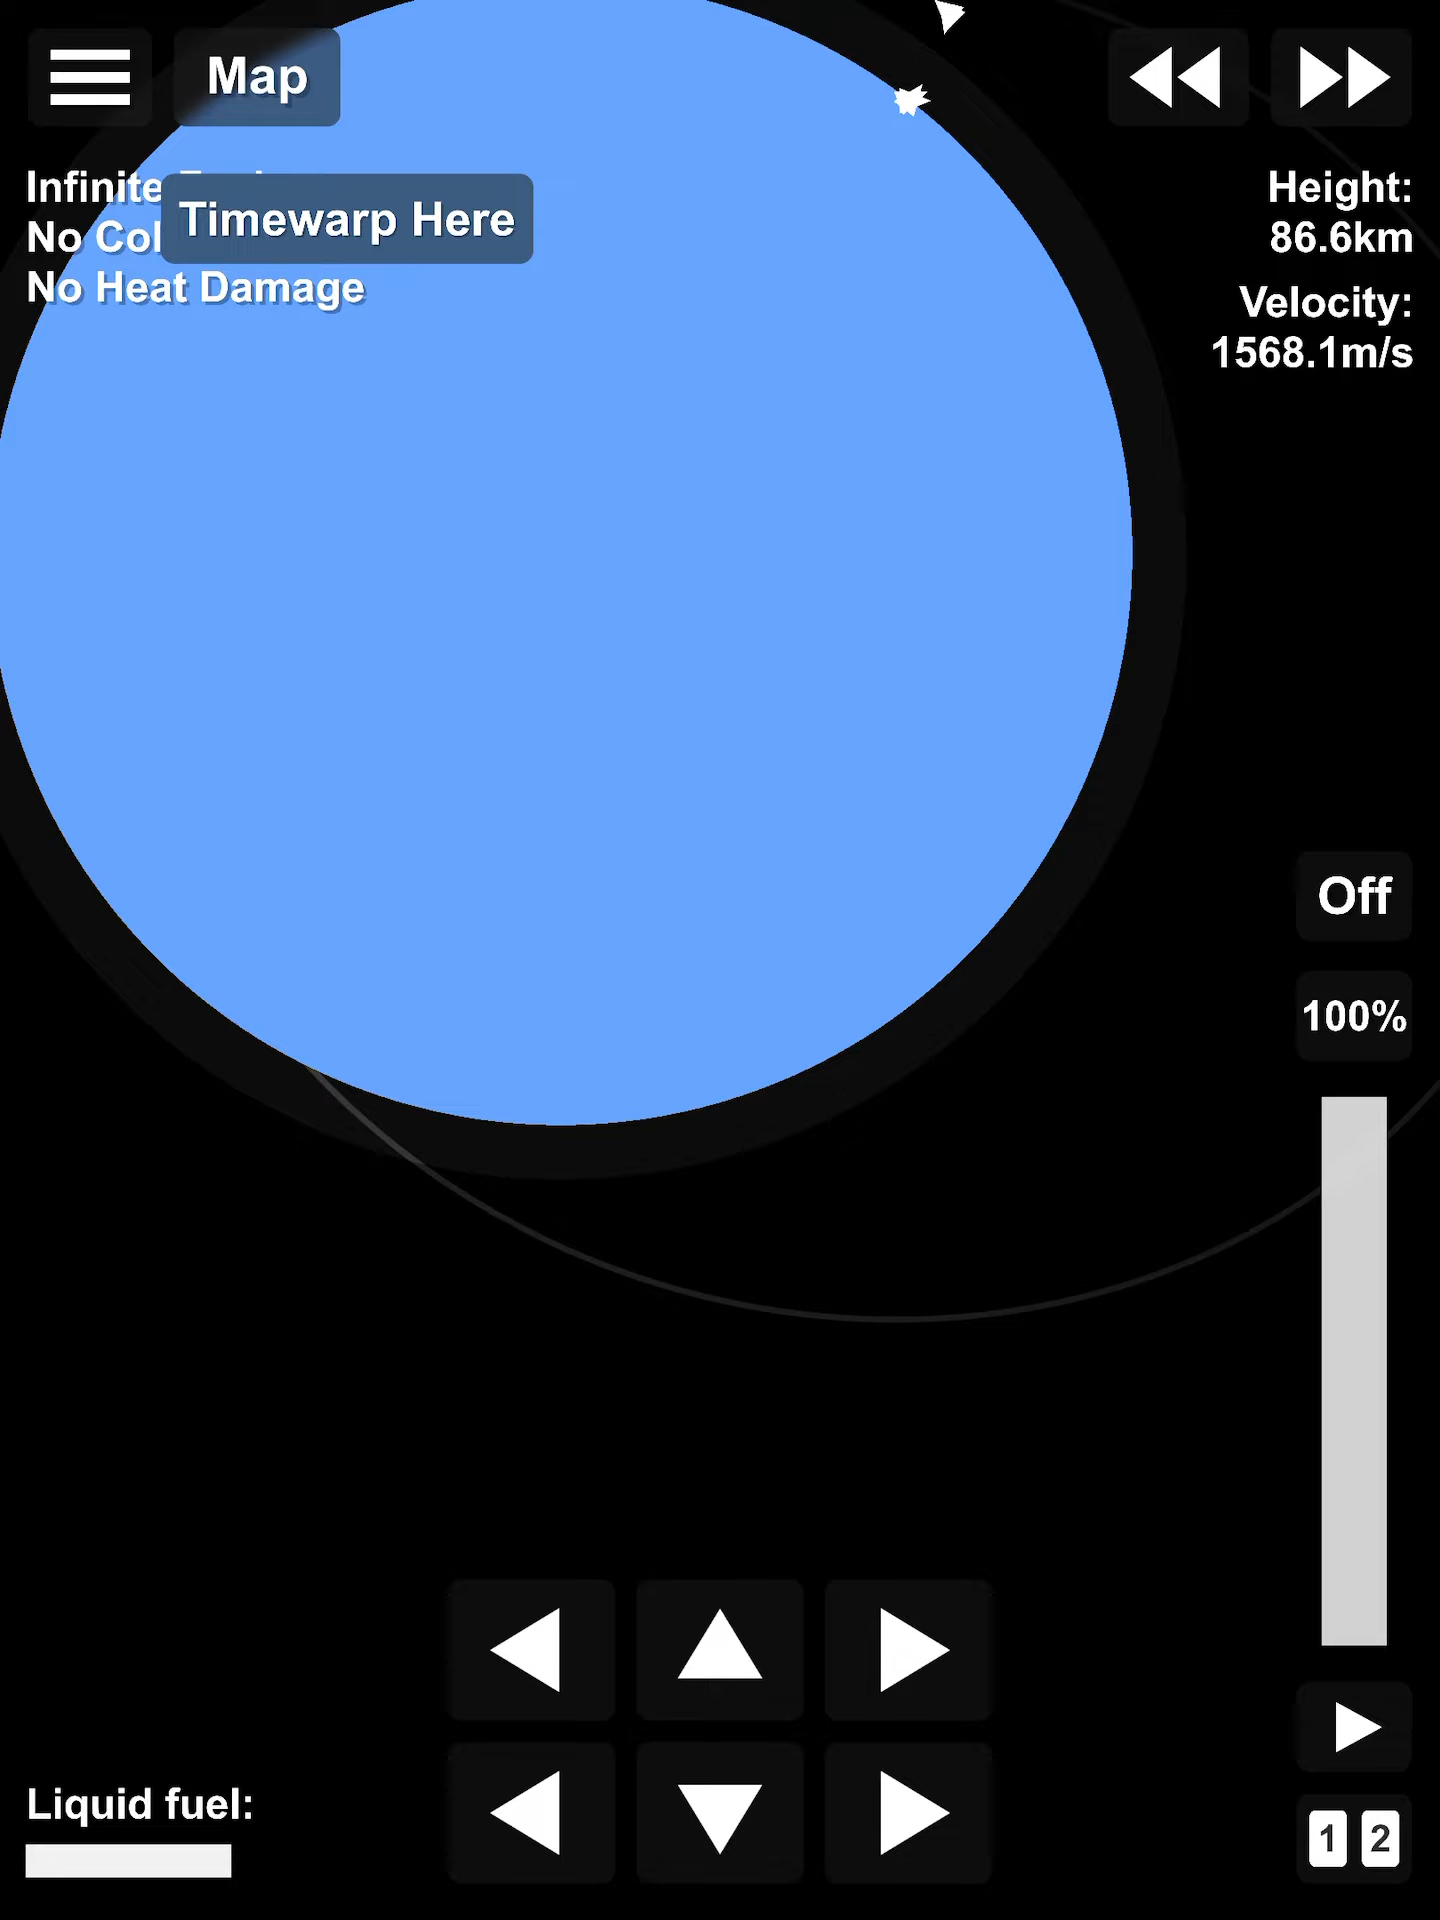 Map
Infinite
No Col
Timewarp Here
No Heat Damage
Height:
86.6km
Velocity:
1568.1m/s
Off
100%
Liquid fuel:
1 2